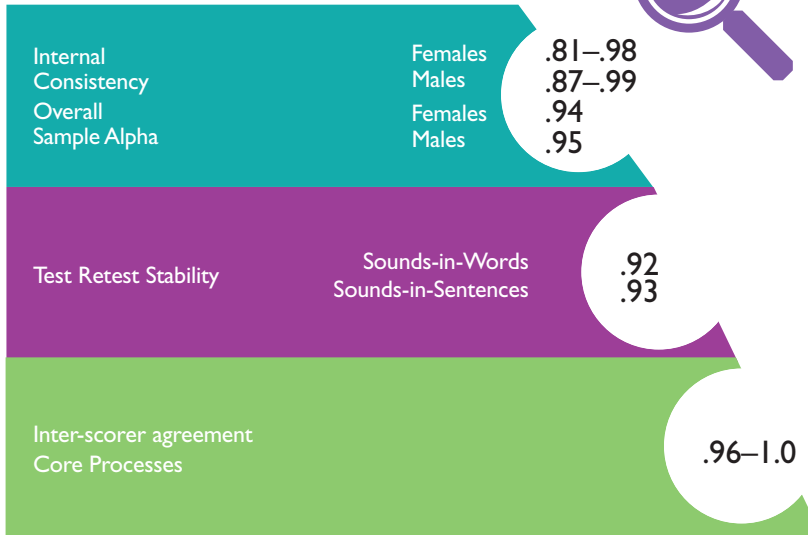 Internal Females .81–.98
Consistency Males .87–.99
Overall Females .94
Sample Alpha Males .95
Test Retest Stability Sounds-in-Words .92
Sounds-in-Sentences .93
Inter-scorer agreement
Core Processes .96–1.0